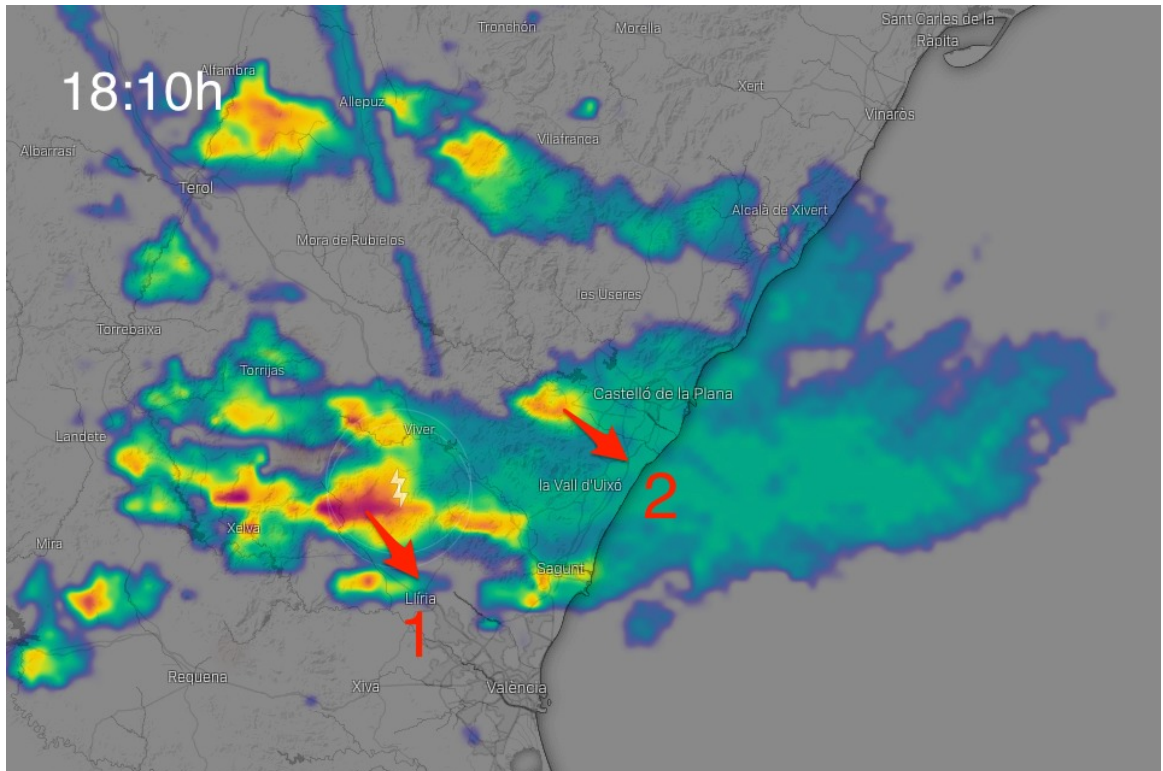 Sant Carles de la
Ràpita
Tronchón
Morella
18:10h
Alfambra
Allepuz
Xert
Vinaròs
Albarrasí
Vilafranca
Terol
Alcalà de Xivert
Mora de Rubielos
les Useres
Torrebaixa
Torrijas
Castelló de la Plana
Landete
Viver
la Vall d'Uixó
2
Xelva
Mira
Sagunt
Llíria
1
Requena
Xiva
València